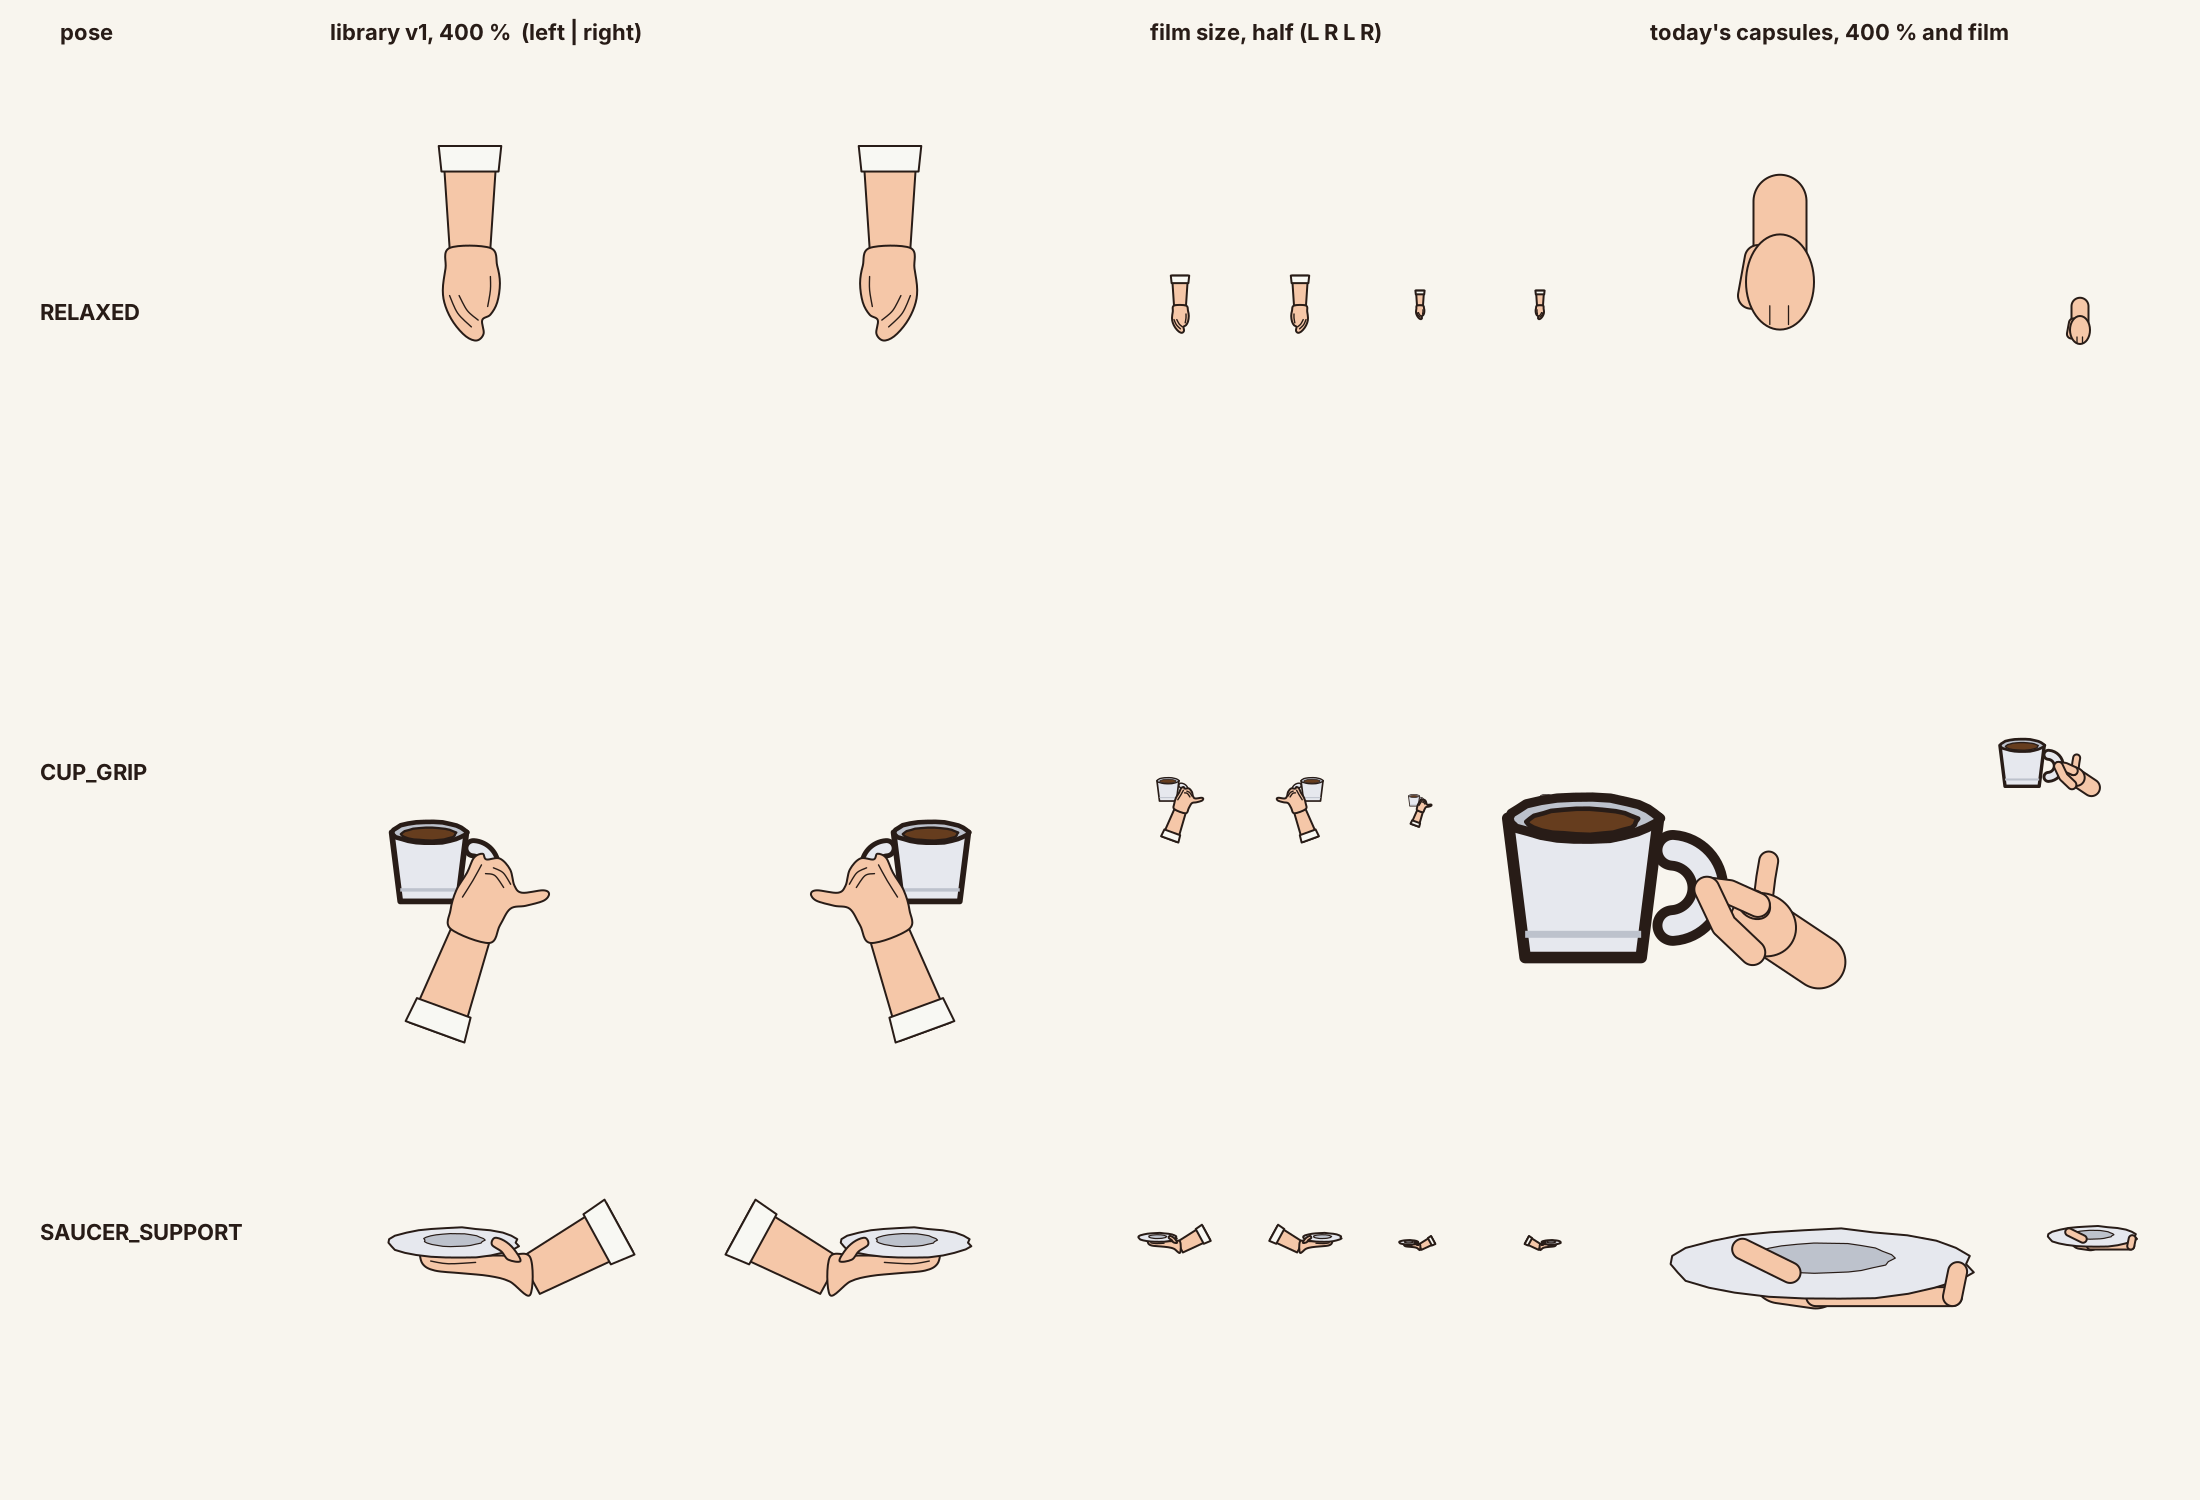 pose
library v1, 400 % (left | right)
film size, half (L R L R)
today's capsules, 400 % and film
RELAXED
CUP_GRIP
SAUCER_SUPPORT